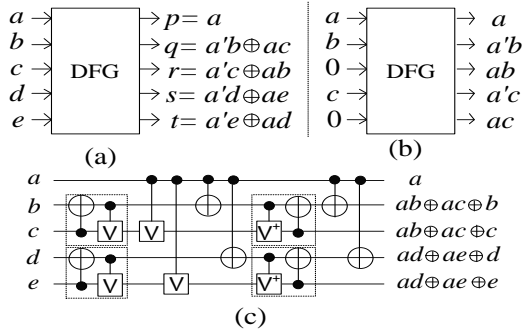 a p= a
b q= a'b⊕ac
c r= a'c⊕ab
d s= a'd⊕ae
e t= a'e⊕ad
DFG
(a)
a a
b a'b
0 ab
c a'c
0 ac
DFG
(b)
a a
b ab⊕ac⊕b
c V V V+ ab⊕ac⊕c
d ad⊕ae⊕d
e V V V+ ad⊕ae⊕e
(c)